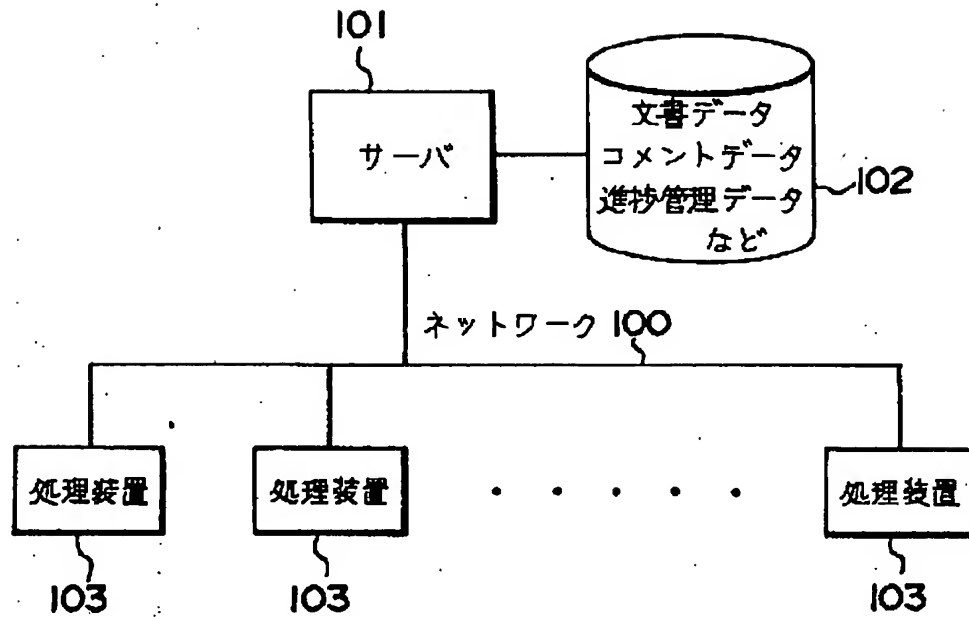 101
サーバ
文書データ
コメントデータ
進捗管理データ
など
102
ネットワーク 100
処理装置
処理装置
処理装置
103
103
103